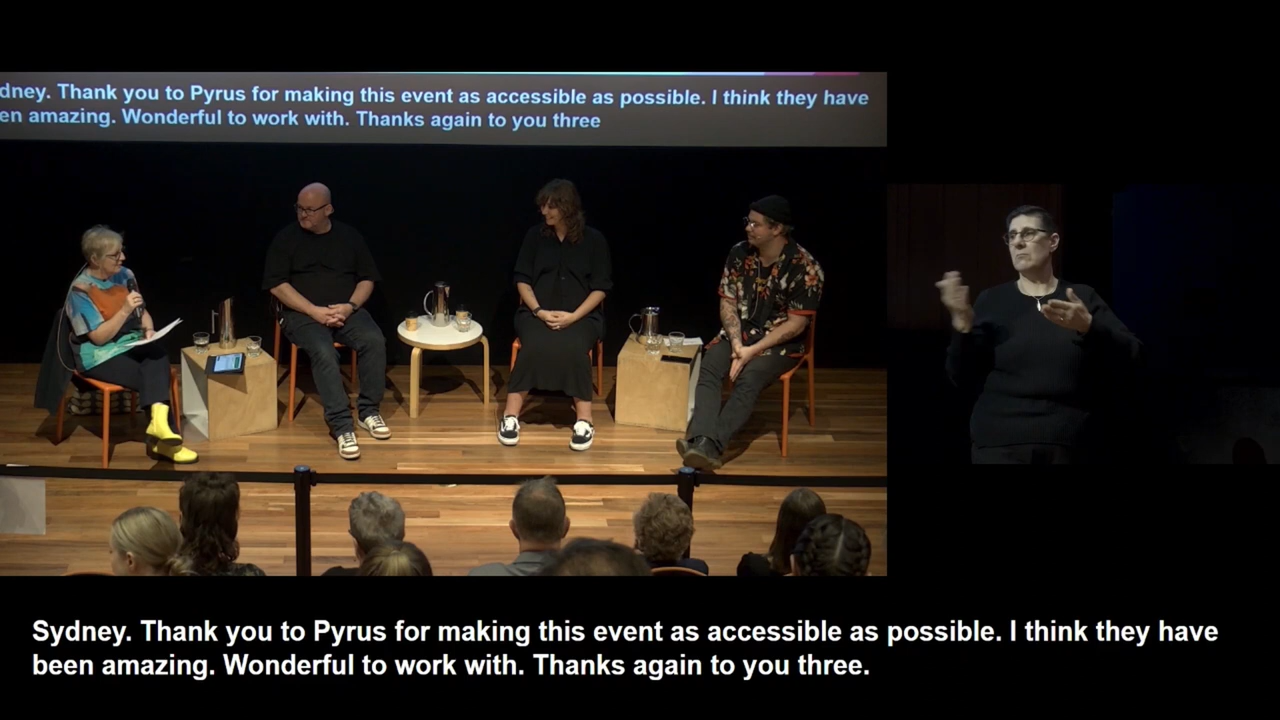 dney. Thank you to Pyrus for making this event as accessible as possible. I think they have
en amazing. Wonderful to work with. Thanks again to you three
Sydney. Thank you to Pyrus for making this event as accessible as possible. I think they have
been amazing. Wonderful to work with. Thanks again to you three.